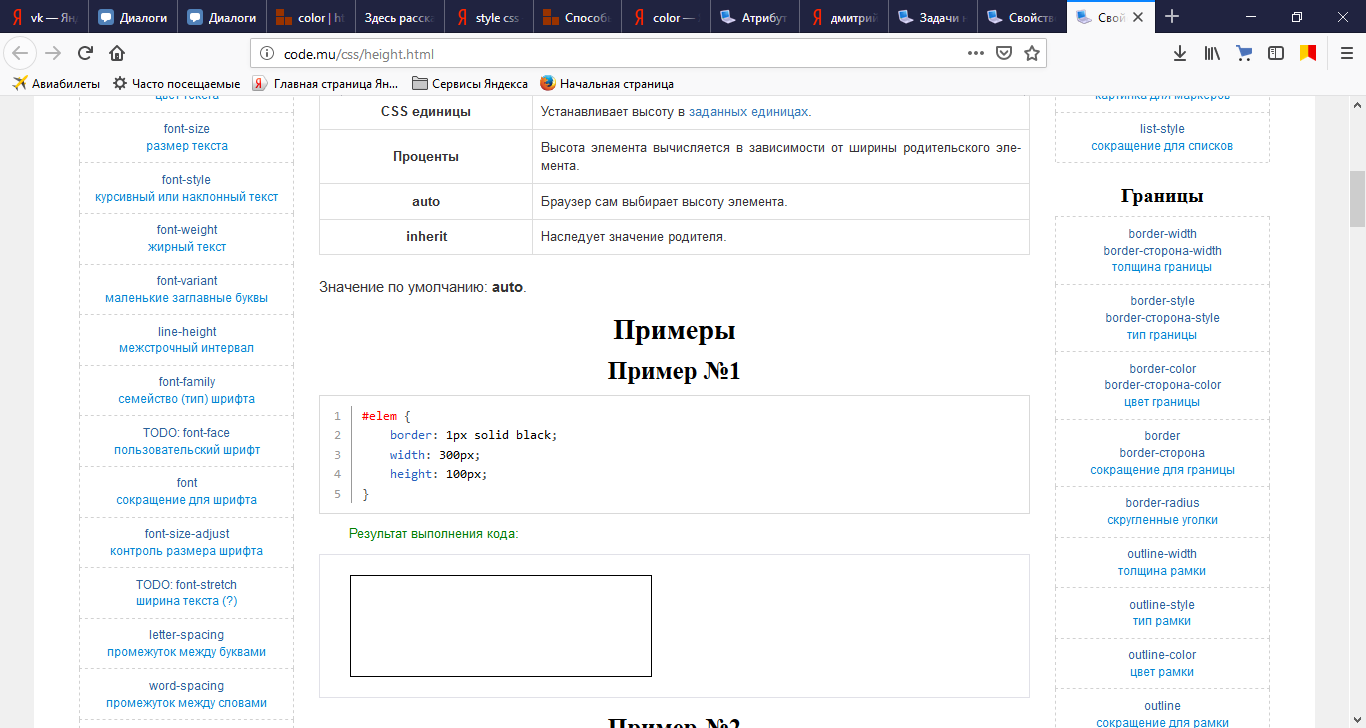 vk — Ян
Диалоги
Диалоги
color | ht
Здесь расска
style css
Способ
color —
Атрибут
дмитрий
Задачи н
Свойств
Свой
code.mu/css/height.html
Авиабилеты
Часто посещаемые
Главная страница Ян...
Сервисы Яндекса
Начальная страница
цвет текста
font-size
размер текста
font-style
курсивный или наклонный текст
font-weight
жирный текст
font-variant
маленькие заглавные буквы
line-height
межстрочный интервал
font-family
семейство (тип) шрифта
TODO: font-face
пользовательский шрифт
font
сокращение для шрифта
font-size-adjust
контроль размера шрифта
TODO: font-stretch
ширина текста (?)
letter-spacing
промежуток между буквами
word-spacing
промежуток между словами
CSS единицы
Устанавливает высоту в заданных единицах.
Проценты
Высота элемента вычисляется в зависимости от ширины родительского эле-
мента.
auto
Браузер сам выбирает высоту элемента.
inherit
Наследует значение родителя.
Значение по умолчанию: auto.
Примеры
Пример №1
1 #elem {
2 border: 1px solid black;
3 width: 300px;
4 height: 100px;
5 }
Результат выполнения кода:
Пример №2
картинка для маркеров
list-style
сокращение для списков
Границы
border-width
border-сторона-width
толщина границы
border-style
border-сторона-style
тип границы
border-color
border-сторона-color
цвет границы
border
border-сторона
сокращение для границы
border-radius
скругленные уголки
outline-width
толщина рамки
outline-style
тип рамки
outline-color
цвет рамки
outline
сокращение для рамки